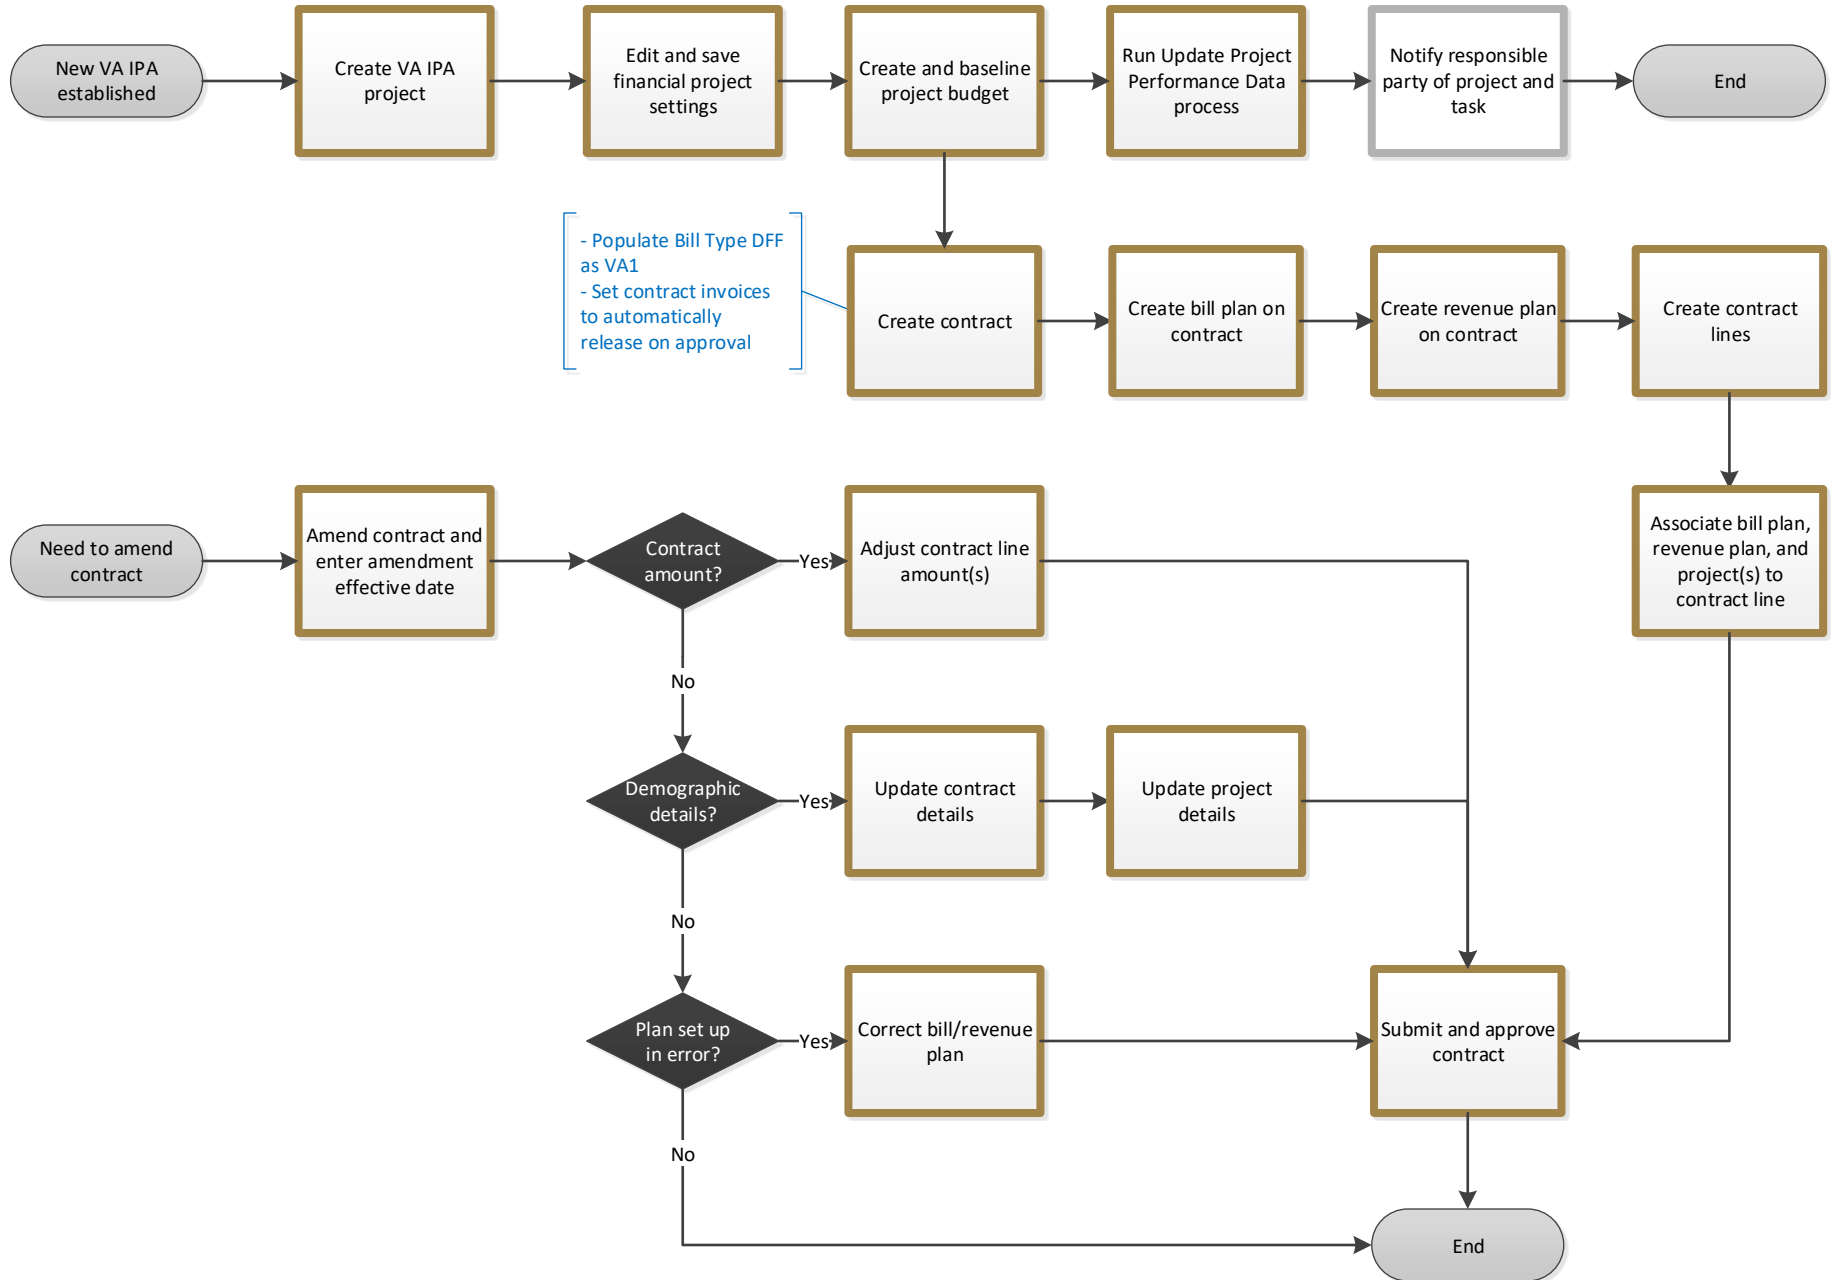 New VA IPA
established
Create VA IPA
project
Edit and save
financial project
settings
Create and baseline
project budget
Run Update Project
Performance Data
process
Notify responsible
party of project and
task
End
- Populate Bill Type DFF
as VA1
- Set contract invoices
to automatically
release on approval
Create contract
Create bill plan on
contract
Create revenue plan
on contract
Create contract
lines
Need to amend
contract
Amend contract and
enter amendment
effective date
Contract
amount?
Yes
Adjust contract line
amount(s)
Associate bill plan,
revenue plan, and
project(s) to
contract line
No
Demographic
details?
Yes
Update contract
details
Update project
details
No
Plan set up
in error?
Yes
Correct bill/revenue
plan
Submit and approve
contract
No
End